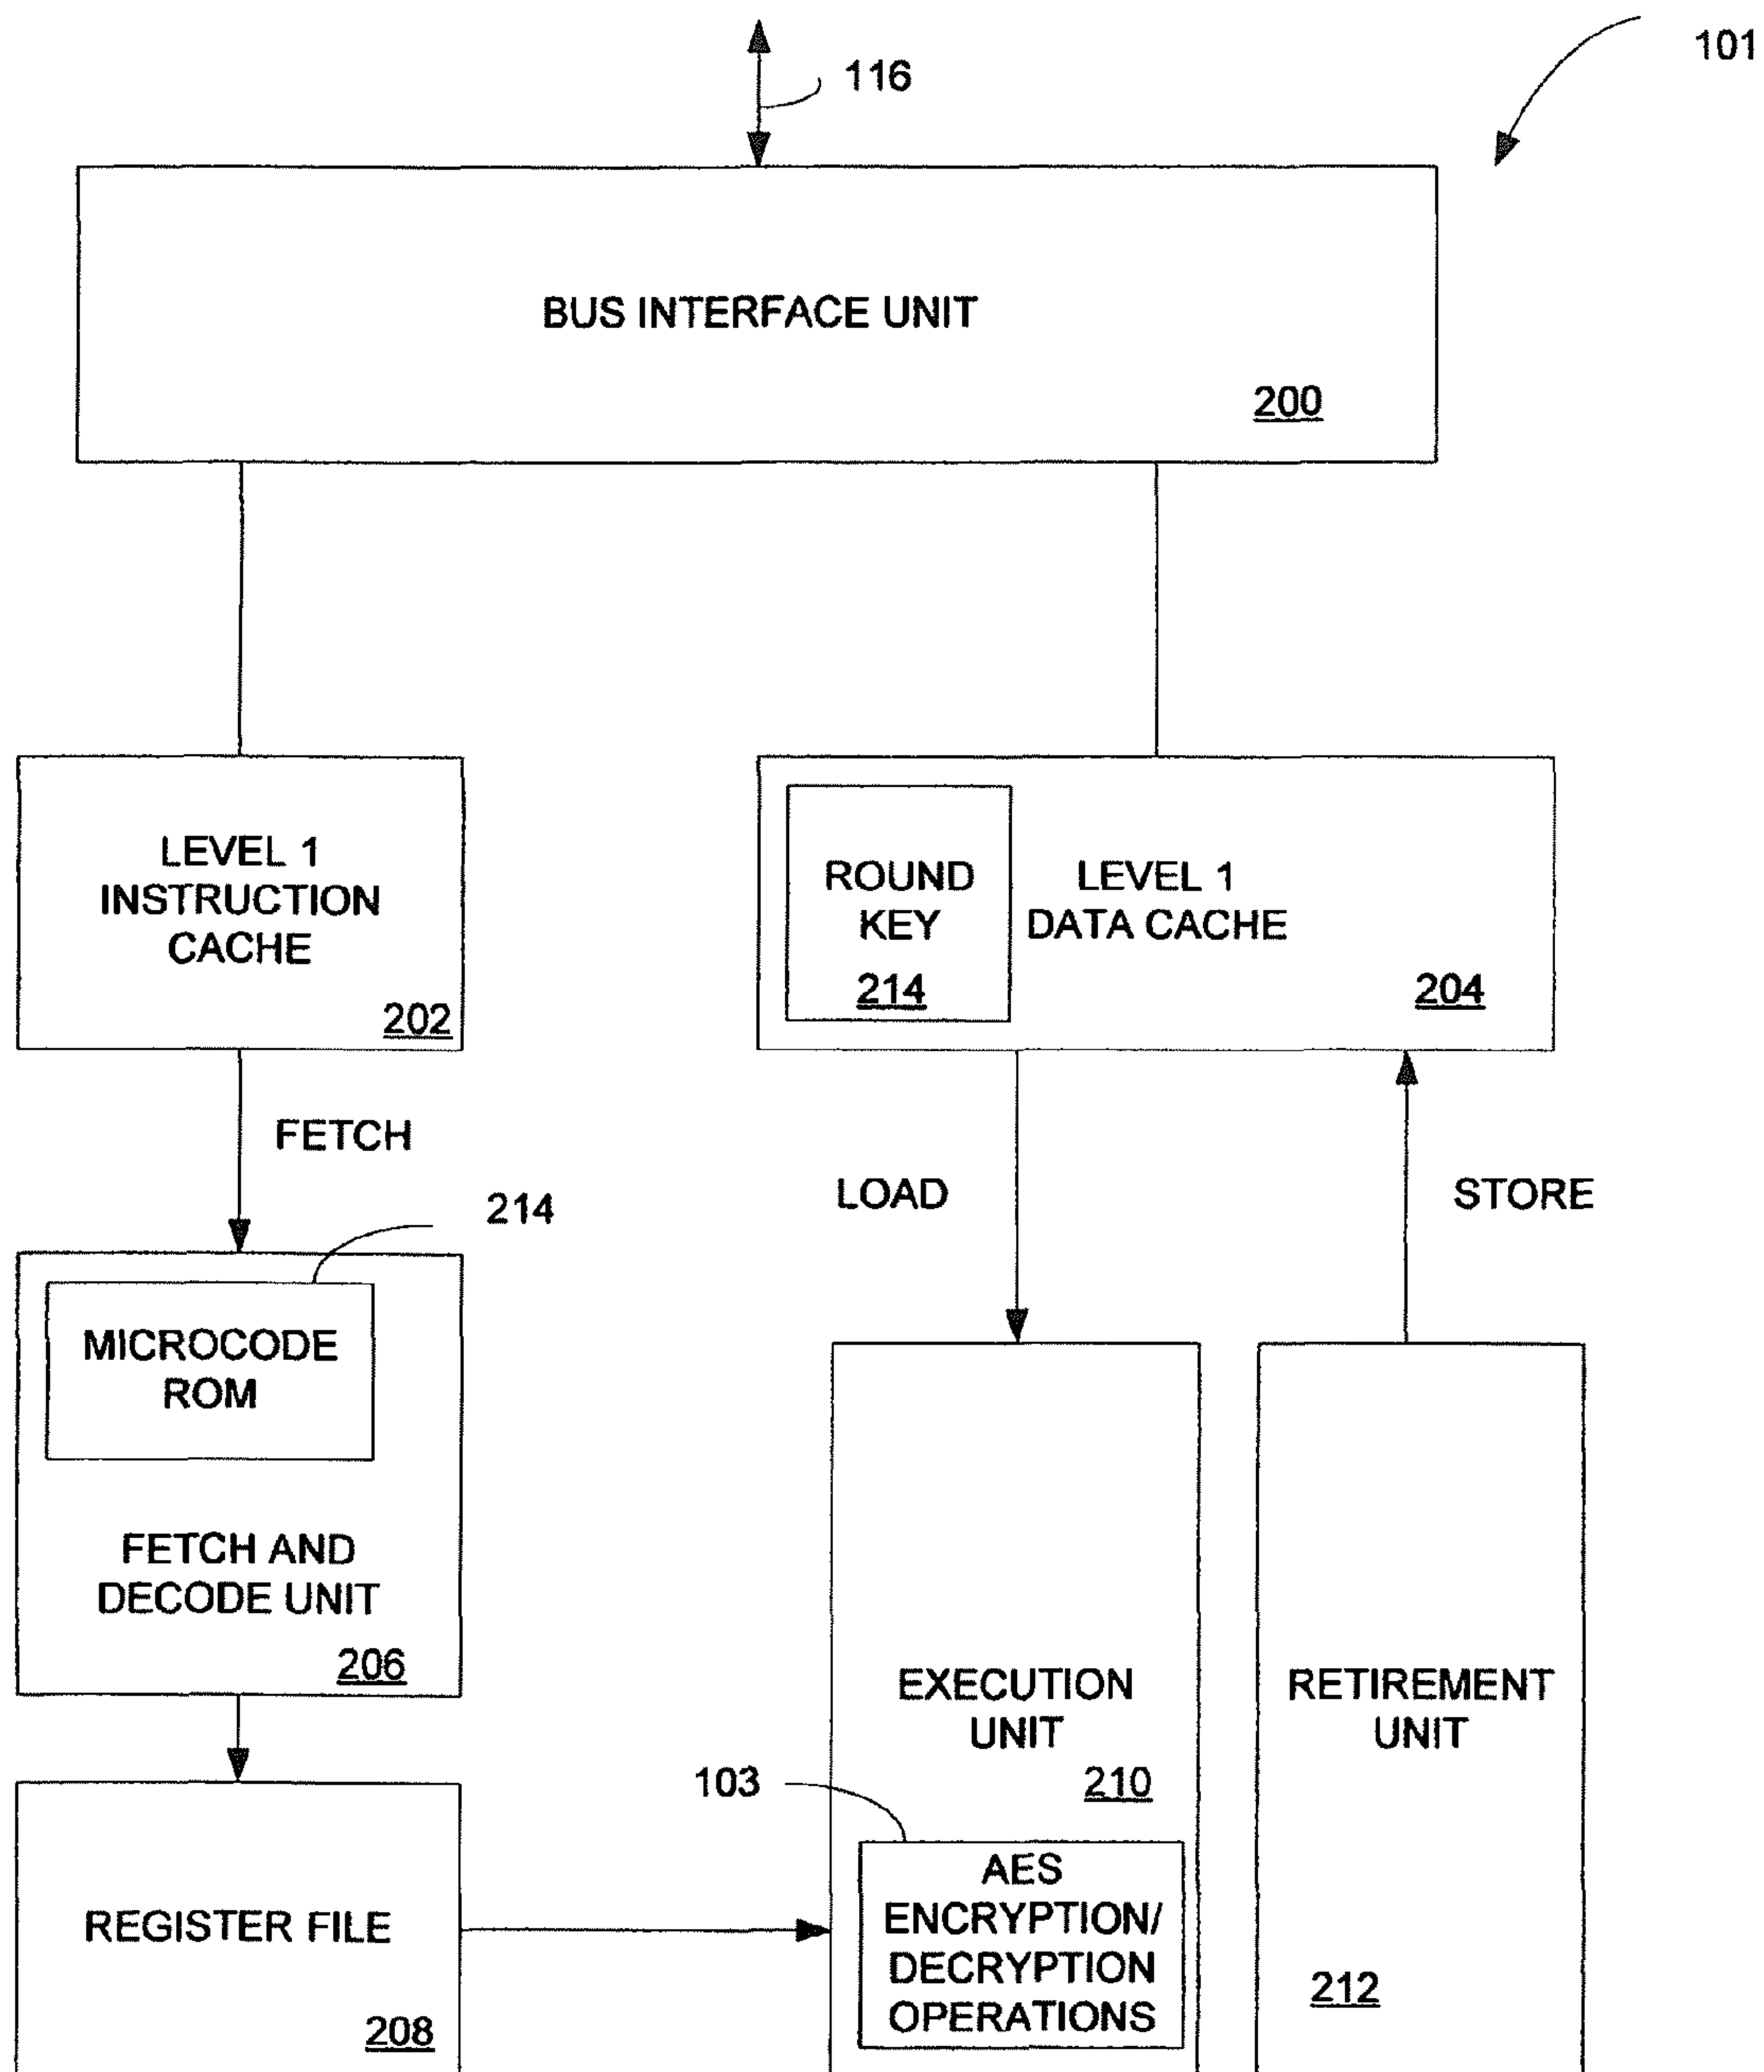 101
116
BUS INTERFACE UNIT
200
LEVEL 1
INSTRUCTION
CACHE
202
ROUND
KEY
214
LEVEL 1
DATA CACHE
204
FETCH
214
LOAD
STORE
MICROCODE
ROM
FETCH AND
DECODE UNIT
206
EXECUTION
UNIT
210
RETIREMENT
UNIT
212
103
AES
ENCRYPTION/
DECRYPTION
OPERATIONS
REGISTER FILE
208